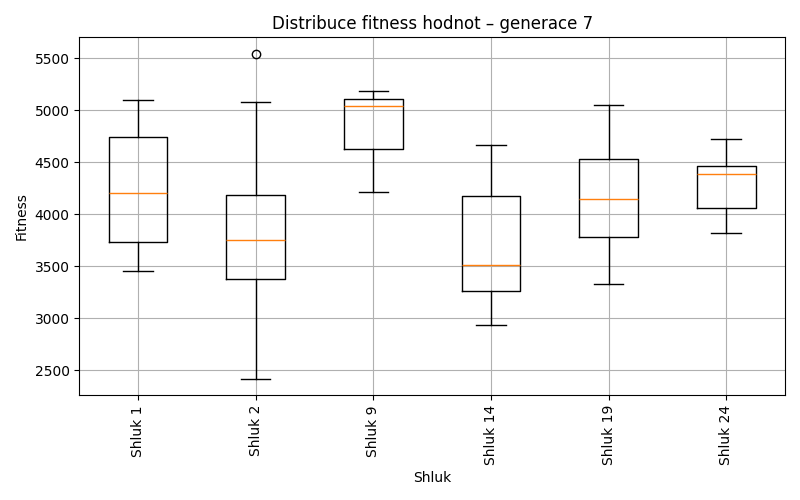 Distribuce fitness hodnot – generace 7
Fitness
5500
5000
4500
4000
3500
3000
2500
Shluk 1
Shluk 2
Shluk 9
Shluk 14
Shluk 19
Shluk 24
Shluk